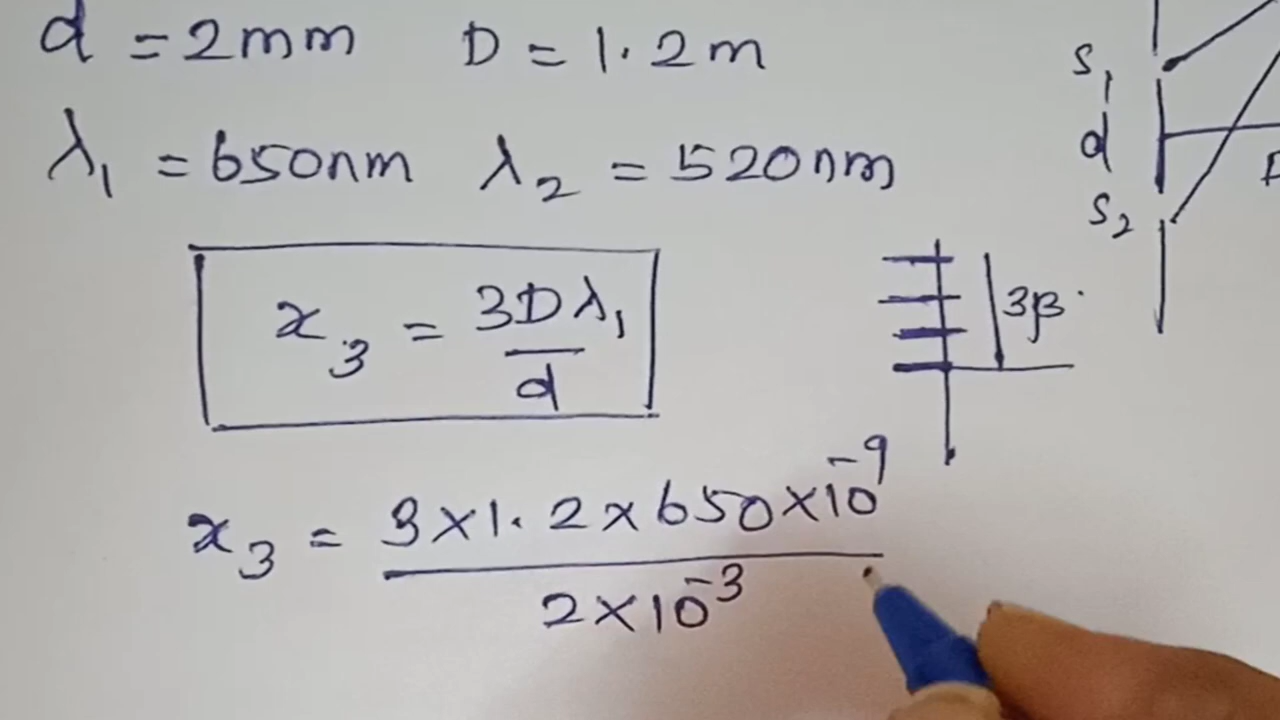 d = 2mm D = 1.2m
λ₁ = 650nm λ₂ = 520nm
x₃ = 3Dλ₁ / d
x₃ = 3×1.2×650×10⁻⁹ / 2×10⁻³
3β
S₁
d
S₂